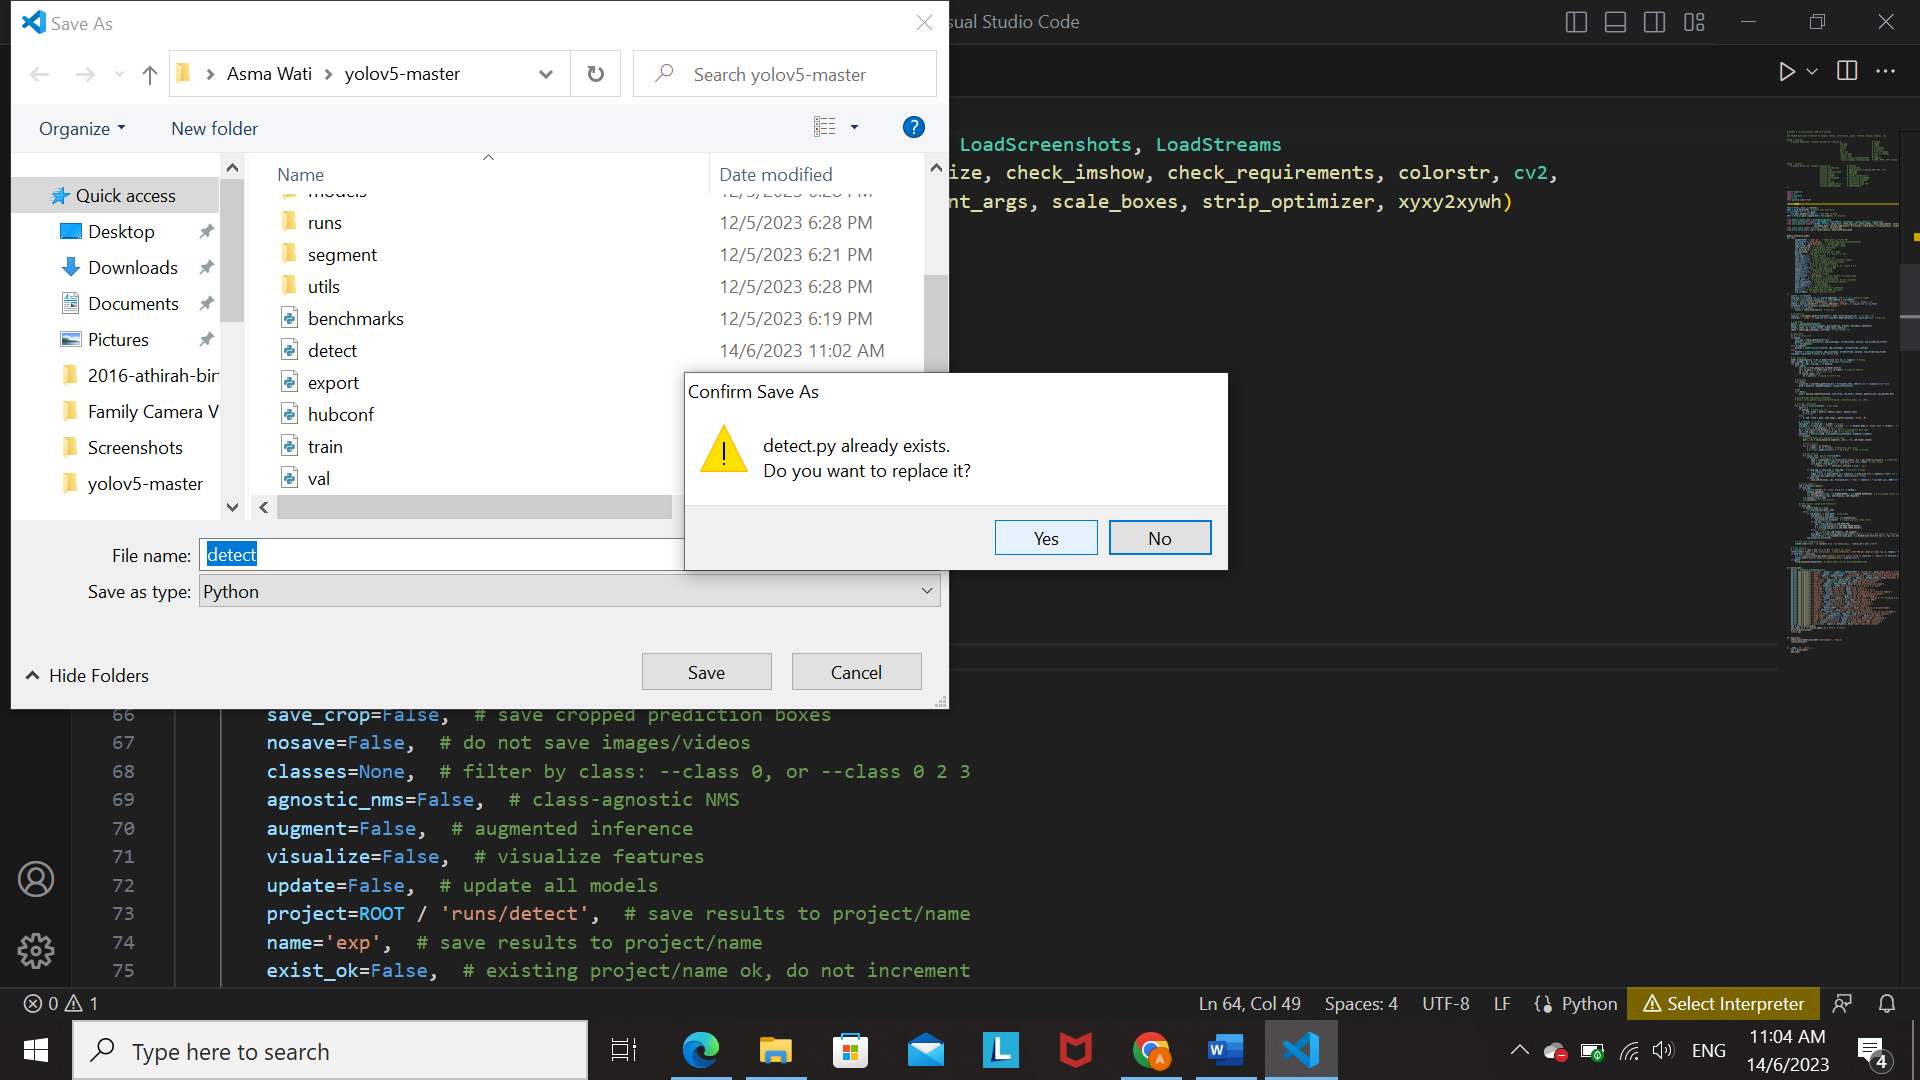 Save As
sual Studio Code
Asma Wati
yolov5-master
Search yolov5-master
Organize
New folder
Name
Date modified
Quick access
Desktop
Downloads
Documents
Pictures
2016-athirah-bir
Family Camera V
Screenshots
yolov5-master
models
runs 12/5/2023 6:28 PM
segment 12/5/2023 6:21 PM
utils 12/5/2023 6:28 PM
benchmarks 12/5/2023 6:19 PM
detect 14/6/2023 11:02 AM
export
hubconf
train
val
File name: detect
Save as type: Python
Hide Folders
Save
Cancel
Confirm Save As
detect.py already exists.
Do you want to replace it?
Yes
No
LoadScreenshots, LoadStreams
ize, check_imshow, check_requirements, colorstr, cv2,
nt_args, scale_boxes, strip_optimizer, xyxy2xywh)
66 save_crop=False, # save cropped prediction boxes
67 nosave=False, # do not save images/videos
68 classes=None, # filter by class: --class 0, or --class 0 2 3
69 agnostic_nms=False, # class-agnostic NMS
70 augment=False, # augmented inference
71 visualize=False, # visualize features
72 update=False, # update all models
73 project=ROOT / 'runs/detect', # save results to project/name
74 name='exp', # save results to project/name
75 exist_ok=False, # existing project/name ok, do not increment
0 1
Ln 64, Col 49 Spaces: 4 UTF-8 LF Python Select Interpreter
Type here to search
ENG
11:04 AM
14/6/2023
4